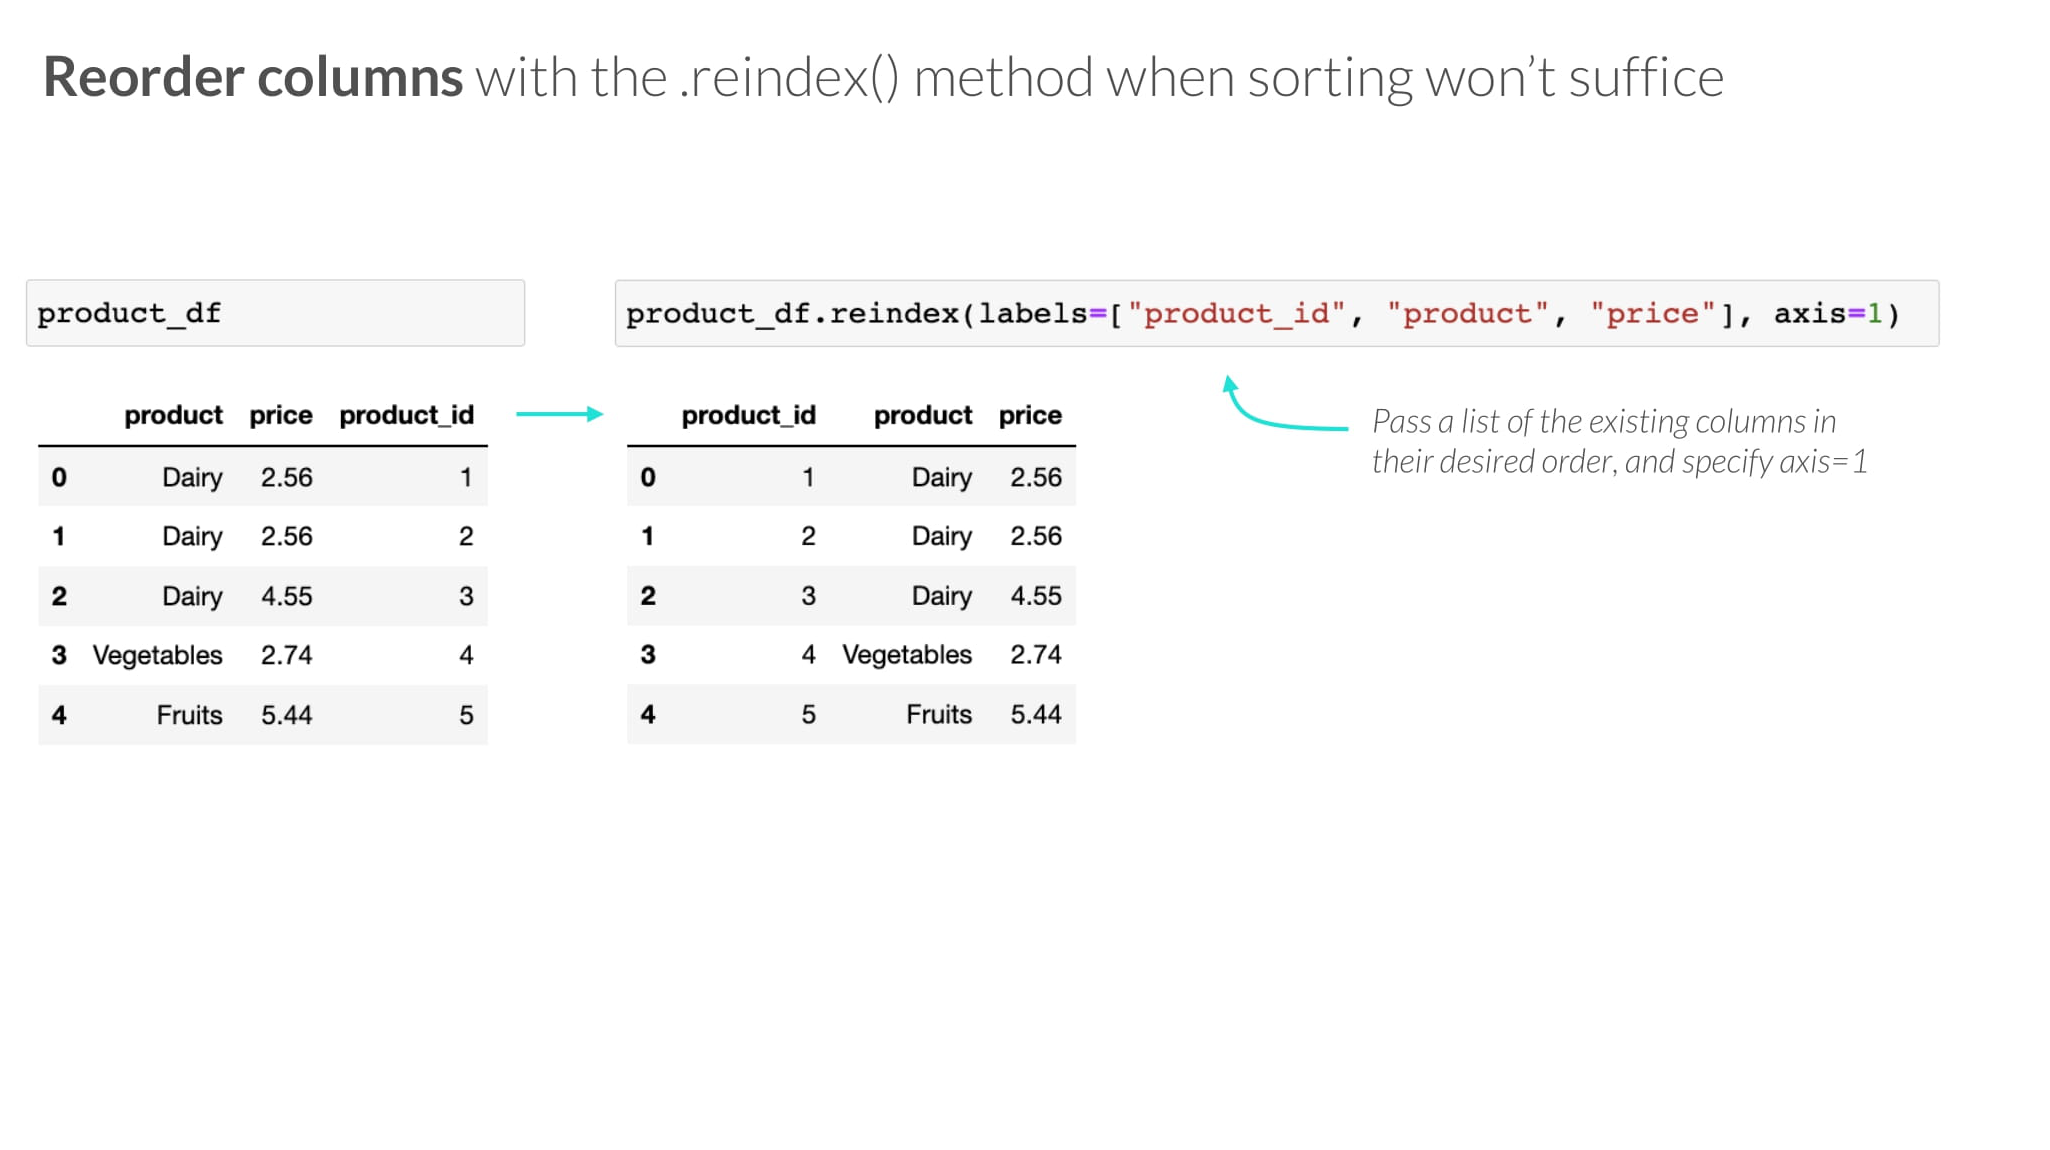 Reorder columns with the .reindex() method when sorting won’t suffice
product_df
product price product_id
0 Dairy 2.56 1
1 Dairy 2.56 2
2 Dairy 4.55 3
3 Vegetables 2.74 4
4 Fruits 5.44 5
product_df.reindex(labels=["product_id", "product", "price"], axis=1)
product_id product price
0 1 Dairy 2.56
1 2 Dairy 2.56
2 3 Dairy 4.55
3 4 Vegetables 2.74
4 5 Fruits 5.44
Pass a list of the existing columns in
their desired order, and specify axis=1